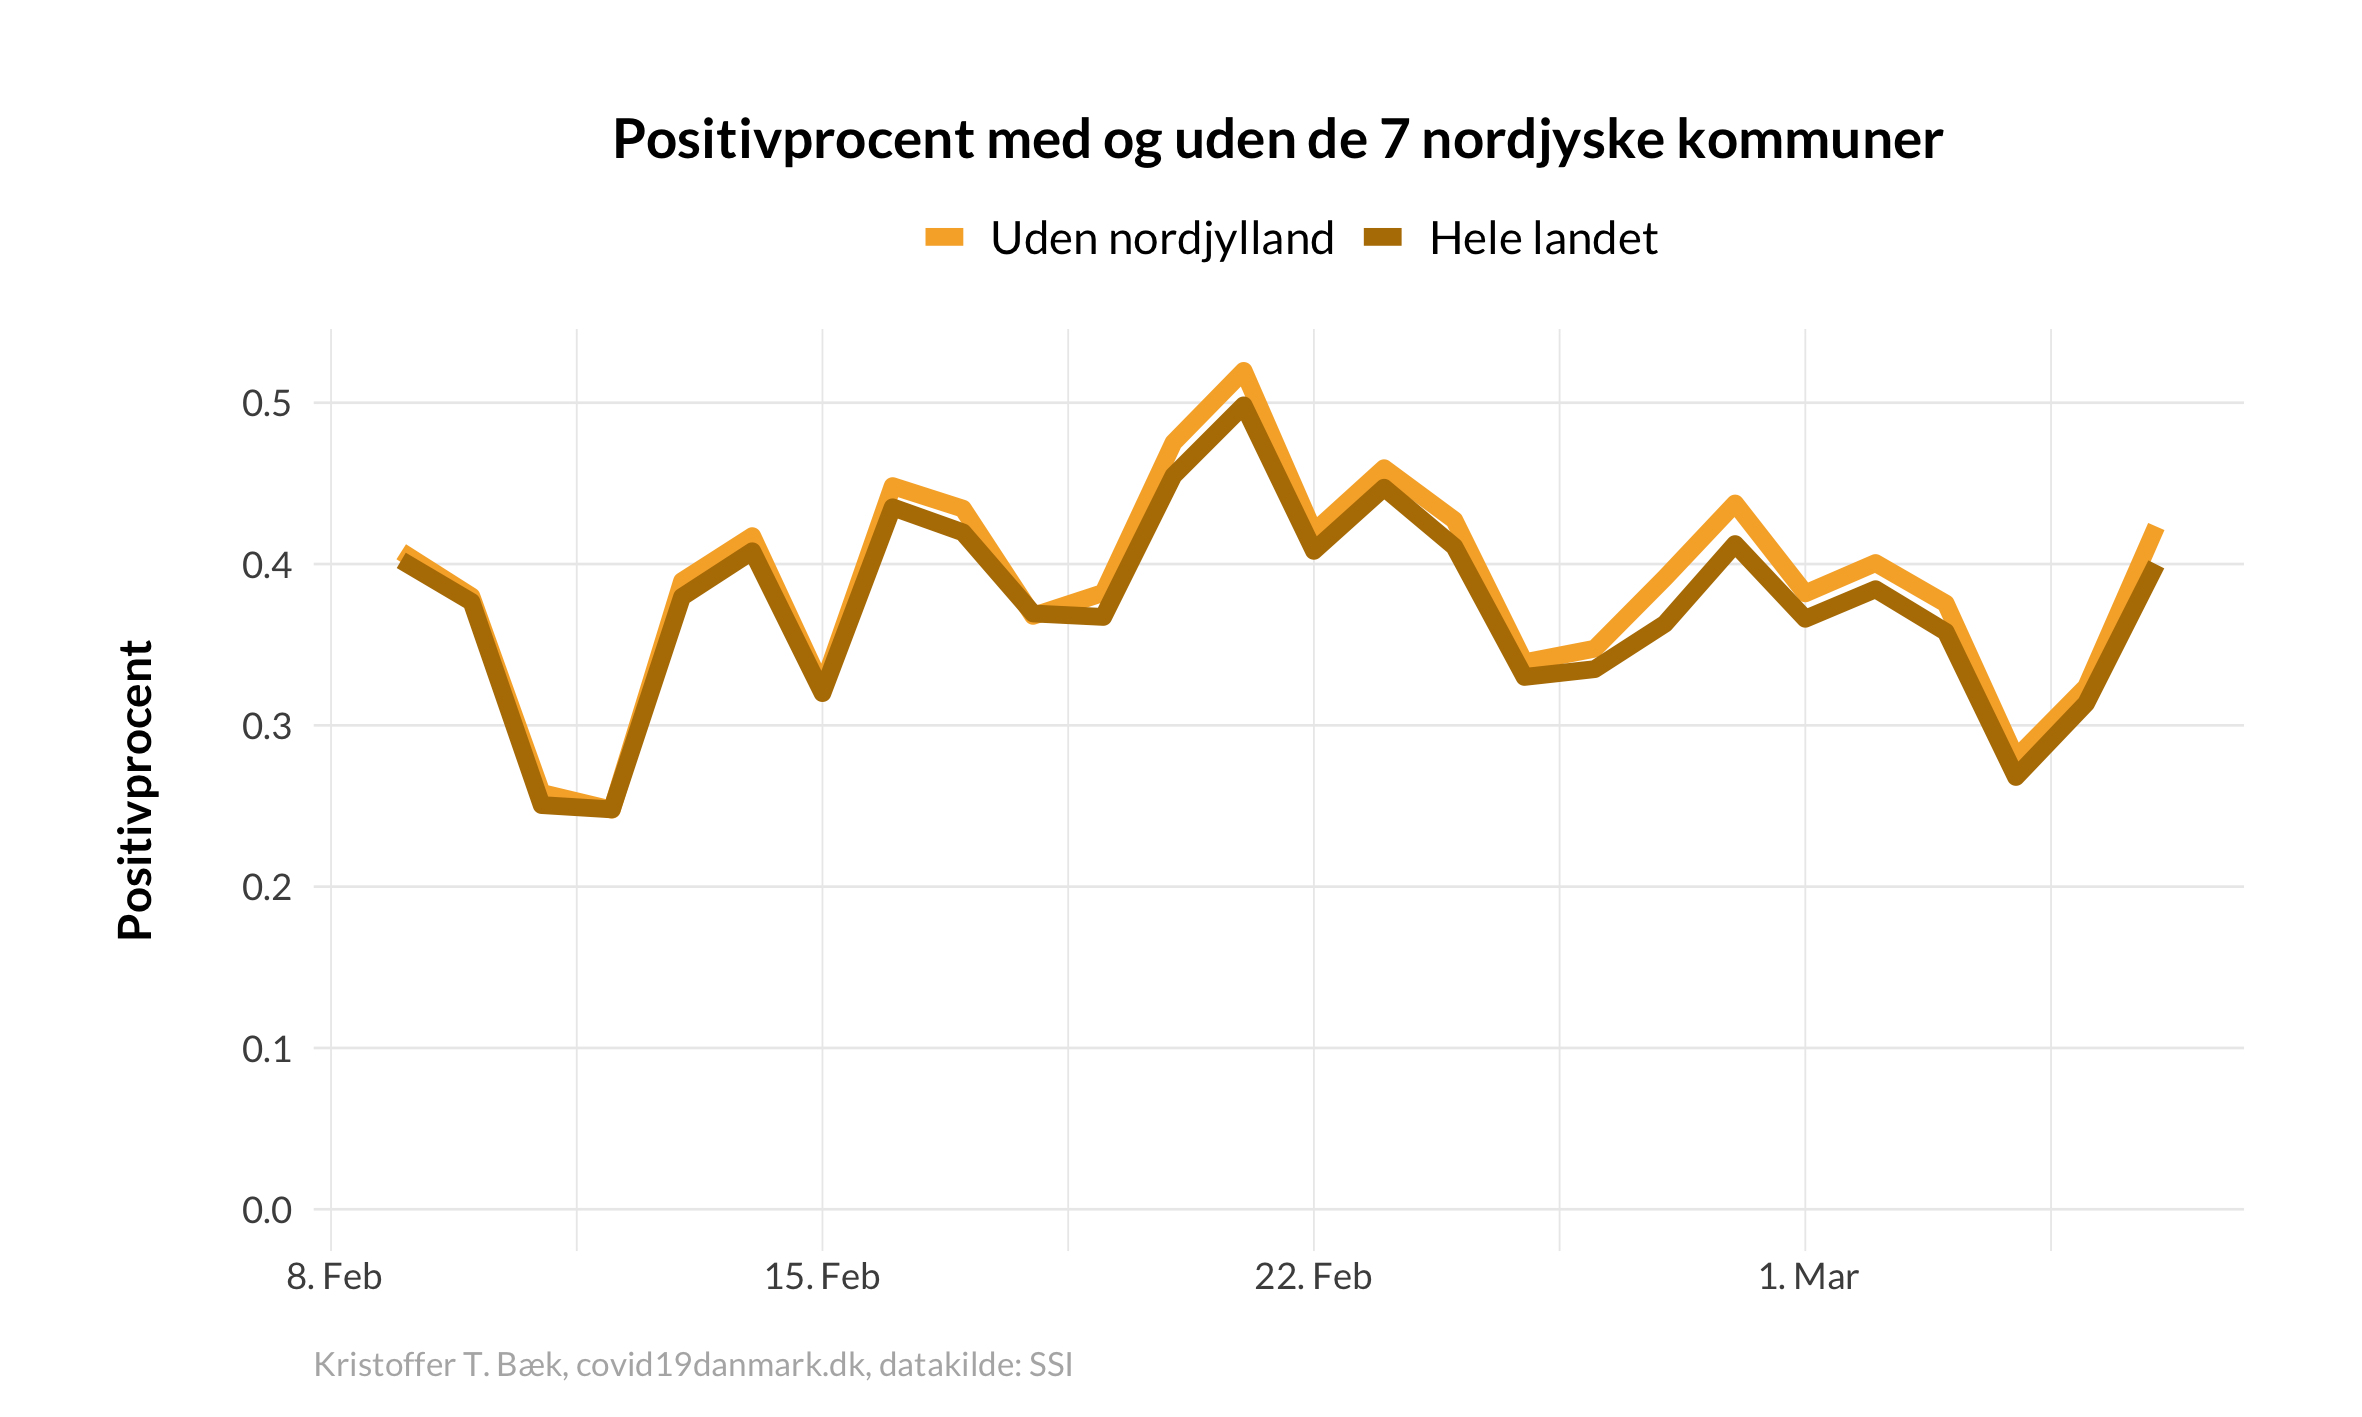 Positivprocent med og uden de 7 nordjyske kommuner
Uden nordjylland Hele landet
Positivprocent
0.5
0.4
0.3
0.2
0.1
0.0
8. Feb 15. Feb 22. Feb 1. Mar
Kristoffer T. Bæk, covid19danmark.dk, datakilde: SSI